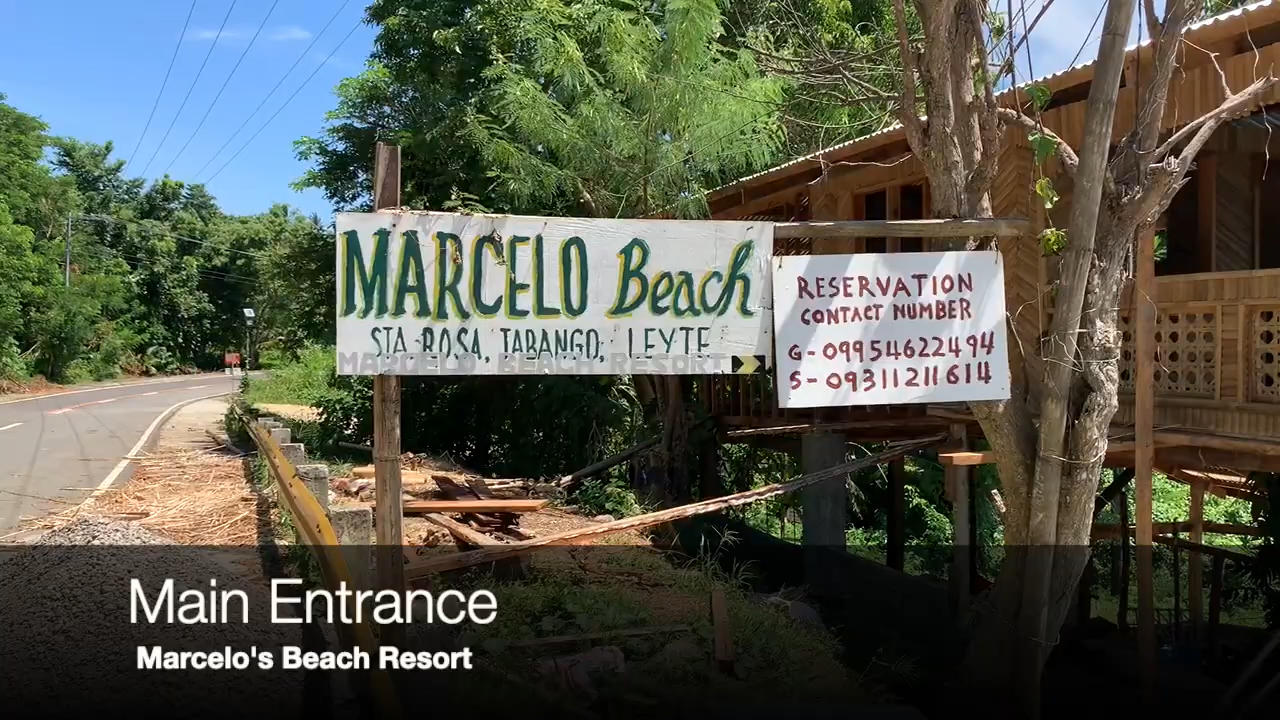 MARCELO Beach
STA ROSA, TABANGO, LEYTE
MARCELO BEACH RESORT
RESERVATION
CONTACT NUMBER
G-09954622494
S-09311211614
Main Entrance
Marcelo's Beach Resort